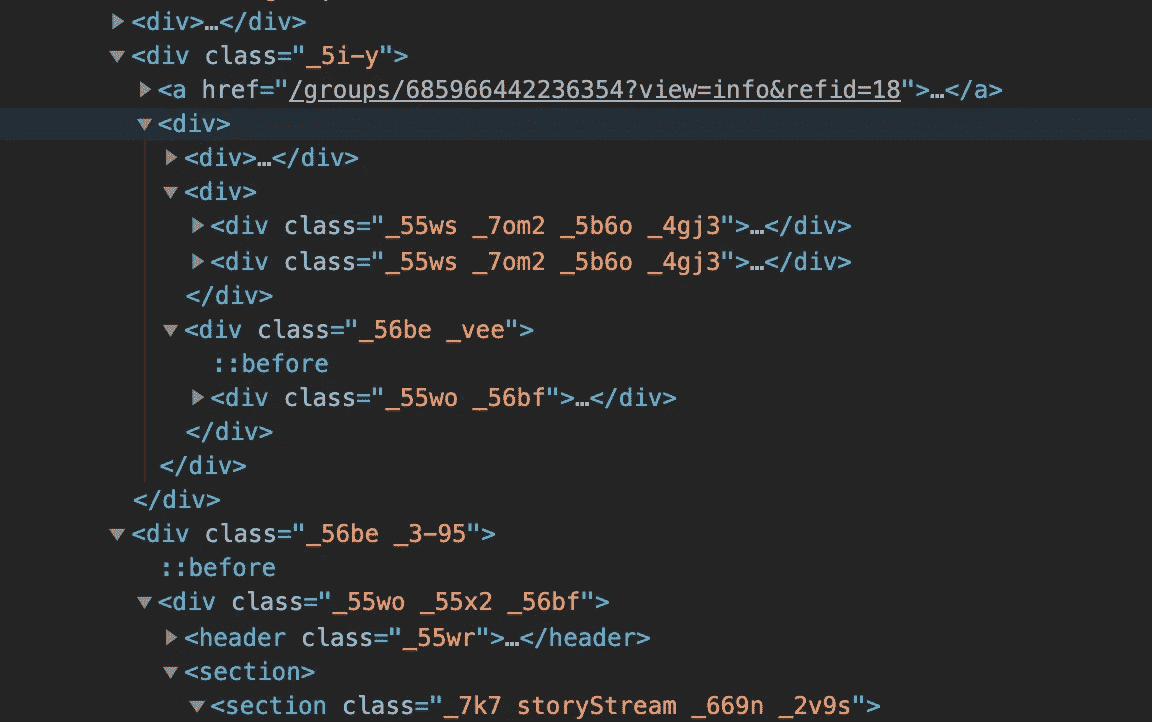 <div>…</div>
<div class="_5i-y">
<a href="/groups/685966442236354?view=info&refid=18">…</a>
<div>
<div>…</div>
<div>
<div class="_55ws _7om2 _5b6o _4gj3">…</div>
<div class="_55ws _7om2 _5b6o _4gj3">…</div>
</div>
<div class="_56be _vee">
::before
<div class="_55wo _56bf">…</div>
</div>
</div>
</div>
<div class="_56be _3-95">
::before
<div class="_55wo _55x2 _56bf">
<header class="_55wr">…</header>
<section>
<section class="_7k7 storyStream _669n _2v9s">